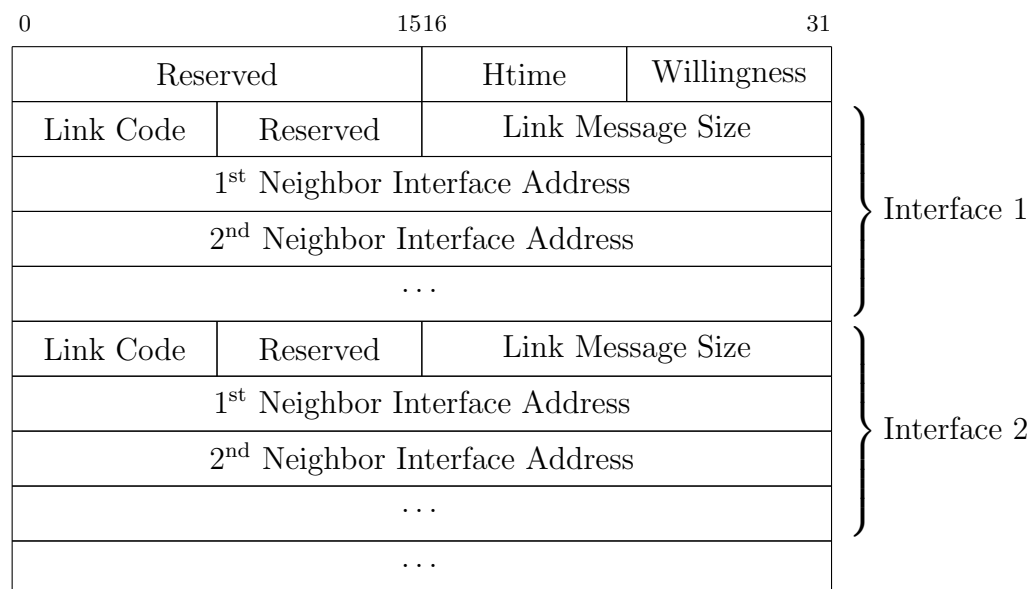 0 1516 31
Reserved Htime Willingness
Link Code Reserved Link Message Size
1st Neighbor Interface Address
2nd Neighbor Interface Address
Interface 1
...
Link Code Reserved Link Message Size
1st Neighbor Interface Address
2nd Neighbor Interface Address
Interface 2
...
...